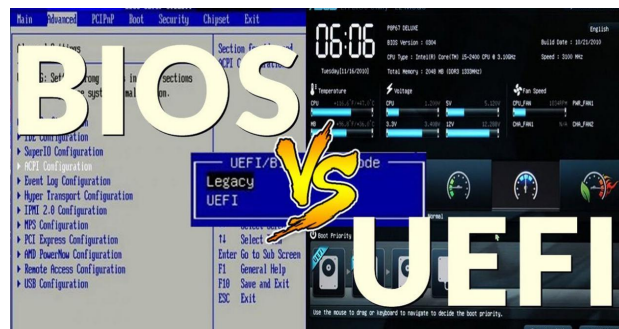 Main Advanced PCIPnP Boot Security Chipset Exit
BIOS
VS
UEFI
SuperIO Configuration
ACPI Configuration
Event Log Configuration
Hyper Transport Configuration
IPMI 2.0 Configuration
MPS Configuration
PCI Express Configuration
AMD PowerNow Configuration
Remote Access Configuration
USB Configuration
Legacy
UEFI
Select
Enter Go to Sub Screen
F1 General Help
F10 Save and Exit
ESC Exit
06:06
Tuesday[11/16/2010]
P8P67 DELUXE
English
BIOS Version : 0304
Build Date : 10/21/2010
CPU Type : Intel(R) Core(TM) i5-2400 CPU @ 3.10GHz
Speed : 3100 MHz
Total Memory : 2048 MB (DDR3 1333MHz)
Temperature
Voltage
Fan Speed
CPU
CPU
5V
CPU_FAN
PWR_FAN1
MB
3.3V
12V
CHA_FAN1
N/A
CHA_FAN2
Normal
Boot Priority
Use the mouse to drag or keyboard to navigate to decide the boot priority.